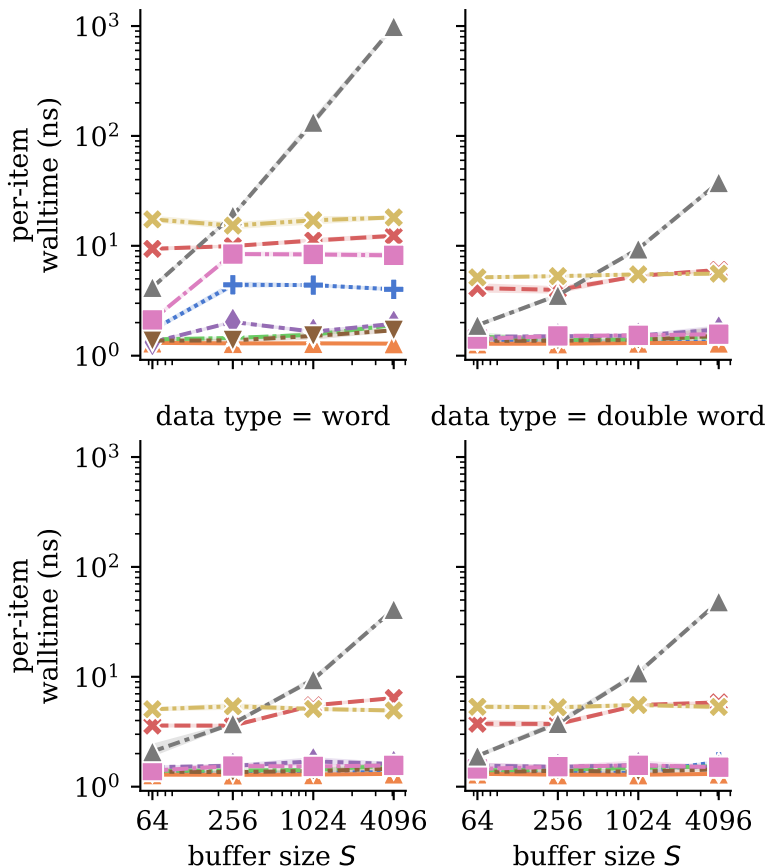 per-item
walltime (ns)
10³
10²
10¹
10⁰
data type = word
data type = double word
per-item
walltime (ns)
10³
10²
10¹
10⁰
64
256
1024
4096
64
256
1024
4096
buffer size S
buffer size S